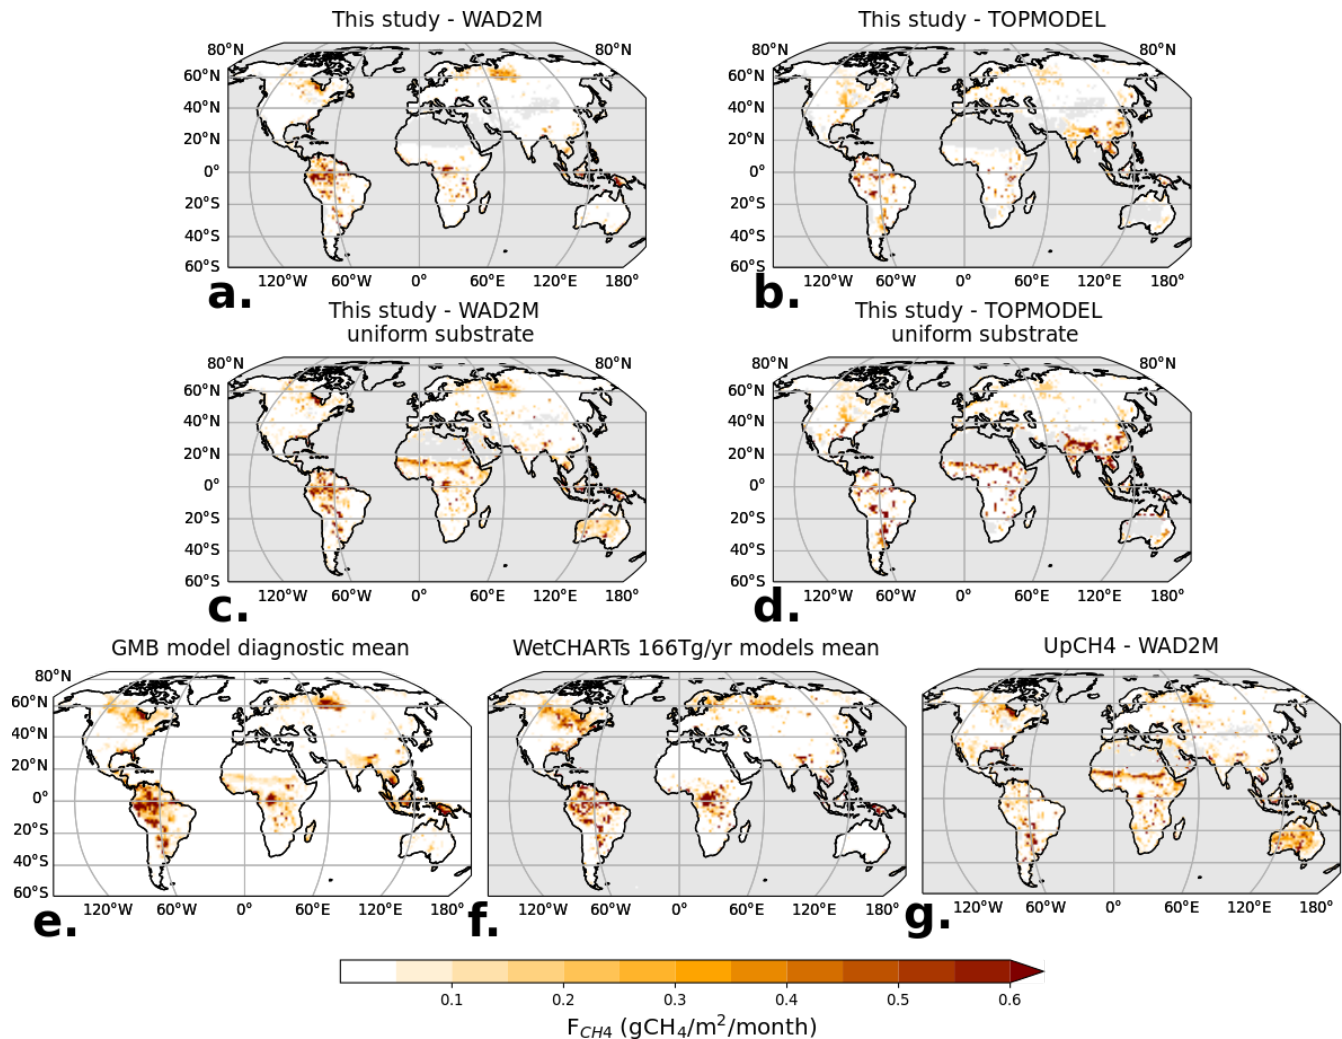 This study - WAD2M
This study - TOPMODEL
80°N 80°N 80°N 80°N
60°N 60°N
40°N 40°N
20°N 20°N
0° 0°
20°S 20°S
40°S 40°S
60°S 60°S
120°W 60°W 0° 60°E 120°E 180° 120°W 60°W 0° 60°E 120°E 180°
a. b.
This study - WAD2M
uniform substrate
This study - TOPMODEL
uniform substrate
80°N 80°N 80°N 80°N
60°N 60°N
40°N 40°N
20°N 20°N
0° 0°
20°S 20°S
40°S 40°S
60°S 60°S
120°W 60°W 0° 60°E 120°E 180° 120°W 60°W 0° 60°E 120°E 180°
c. d.
GMB model diagnostic mean
WetCHARTs 166Tg/yr models mean
UpCH4 - WAD2M
80°N
60°N
40°N
20°N
0°
20°S
40°S
60°S
120°W 60°W 0° 60°E 120°E 180° 120°W 60°W 0° 60°E 120°E 180° 120°W 60°W 0° 60°E 120°E 180°
e. f. g.
0.1 0.2 0.3 0.4 0.5 0.6
F_{CH4} (gCH₄/m²/month)